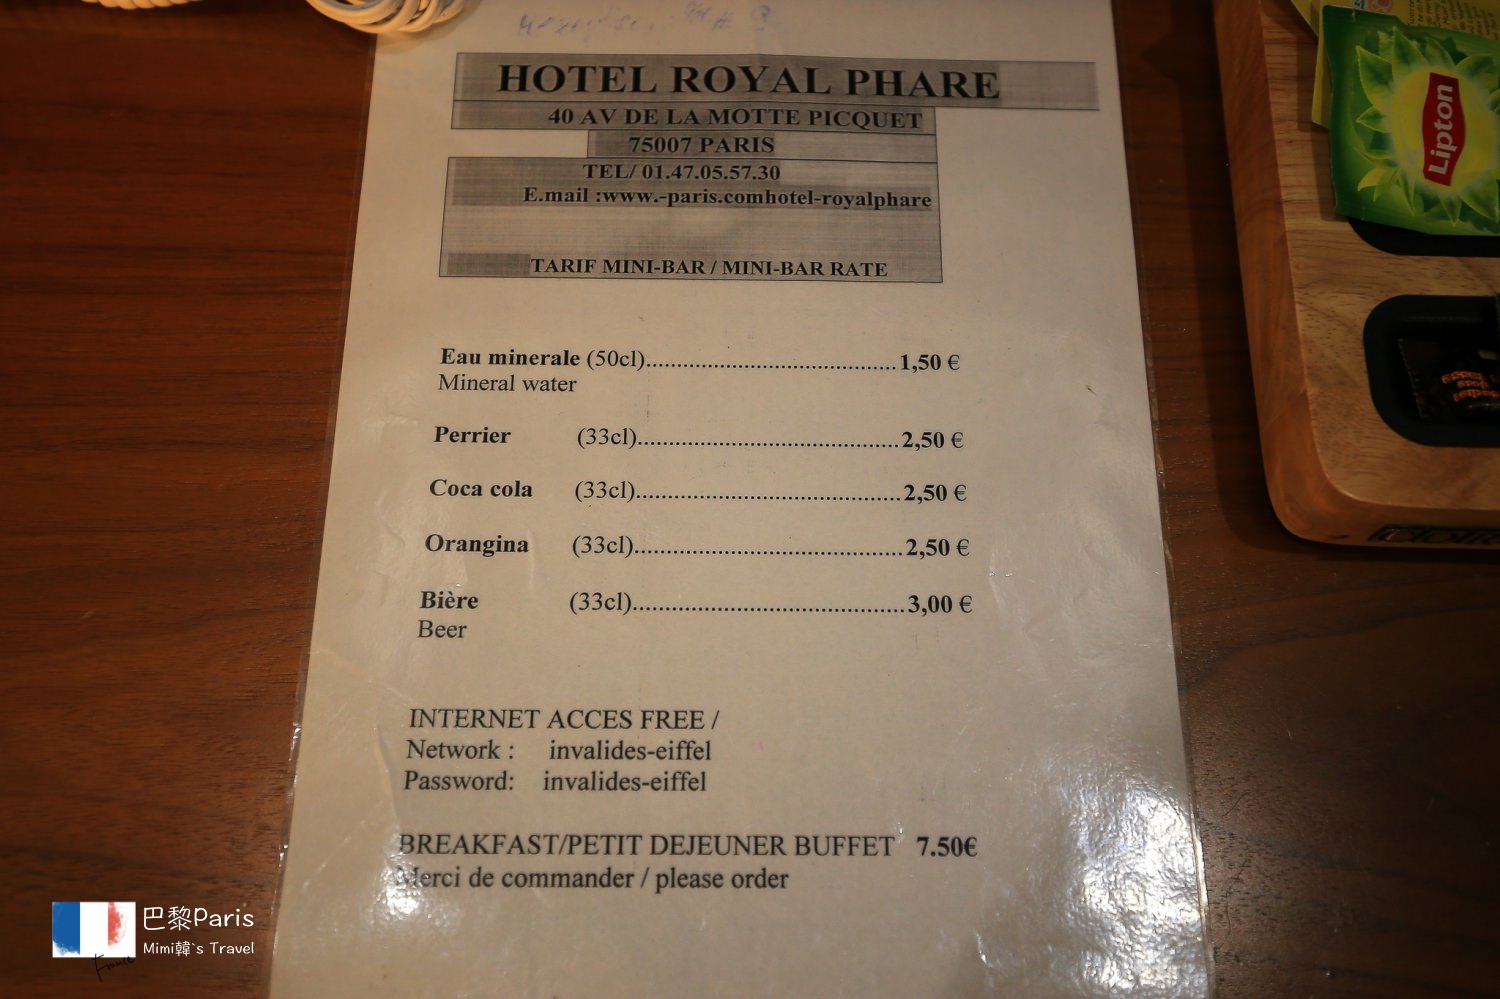 HOTEL ROYAL PHARE
40 AV DE LA MOTTE PICQUET
75007 PARIS
TEL/ 01.47.05.57.30
E.mail :www.-paris.comhotel-royalphare
TARIF MINI-BAR / MINI-BAR RATE
Eau minerale (50cl)......................................1,50 €
Mineral water
Perrier (33cl)........................................2,50 €
Coca cola (33cl)........................................2,50 €
Orangina (33cl).........................................2,50 €
Bière (33cl).........................................3,00 €
Beer
INTERNET ACCES FREE /
Network : invalides-eiffel
Password: invalides-eiffel
BREAKFAST/PETIT DEJEUNER BUFFET 7.50€
Merci de commander / please order
Lipton
巴黎Paris
Mimi韓`s Travel
France